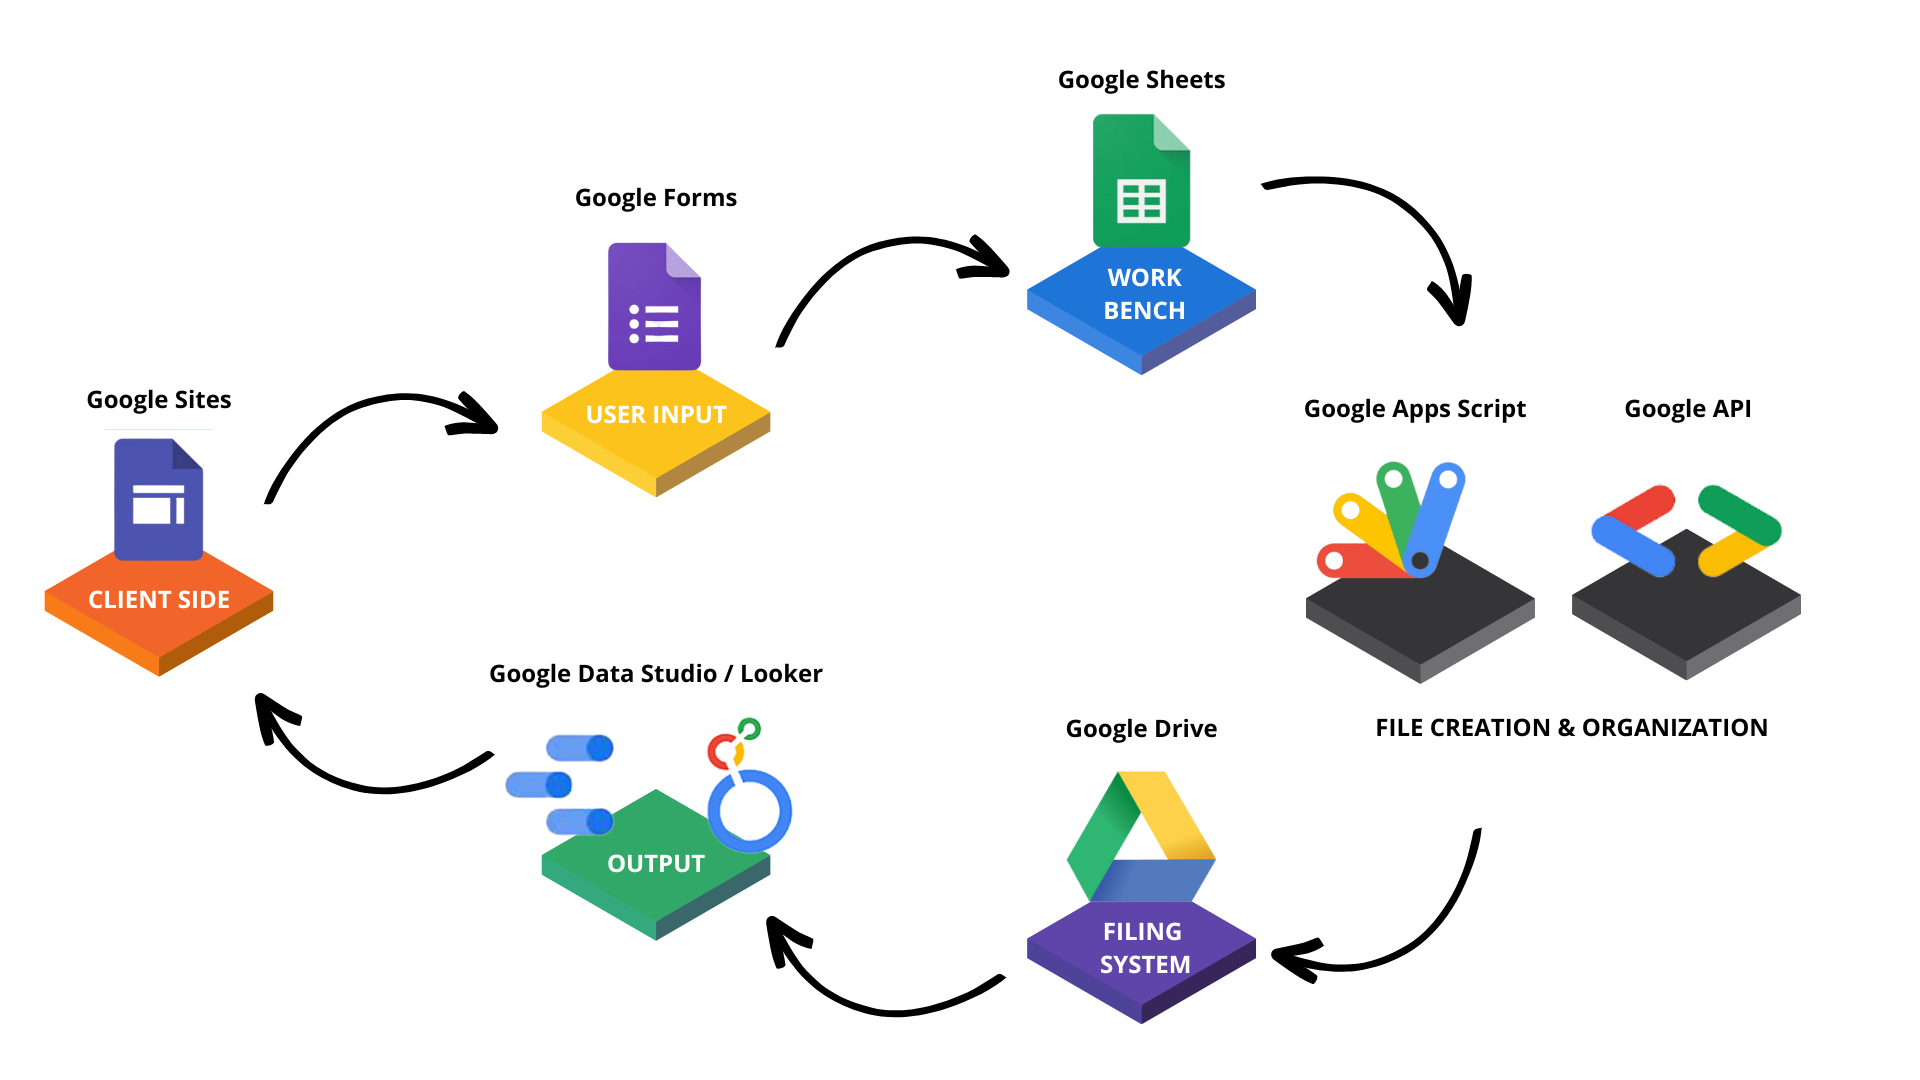 Google Sheets
WORK
BENCH
Google Forms
USER INPUT
Google Sites
CLIENT SIDE
Google Apps Script
Google API
FILE CREATION & ORGANIZATION
Google Drive
FILING
SYSTEM
Google Data Studio / Looker
OUTPUT